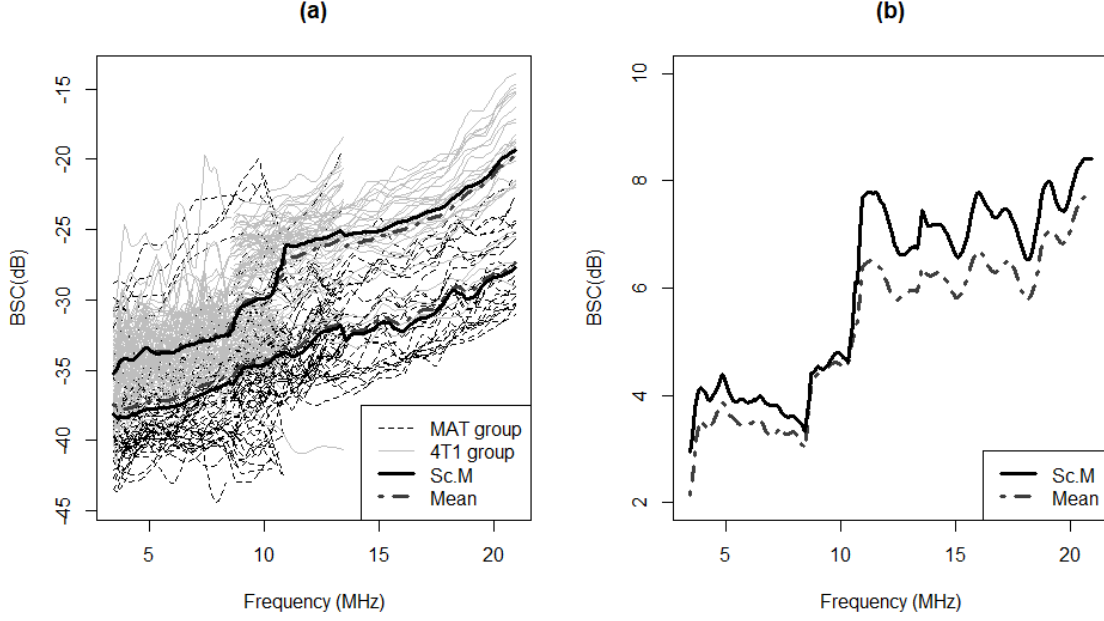 (a)
BSC(dB)
-15
-20
-25
-30
-35
-40
-45
MAT group
4T1 group
Sc.M
Mean
5
10
15
20
Frequency (MHz)
(b)
BSC(dB)
10
8
6
4
2
Sc.M
Mean
5
10
15
20
Frequency (MHz)